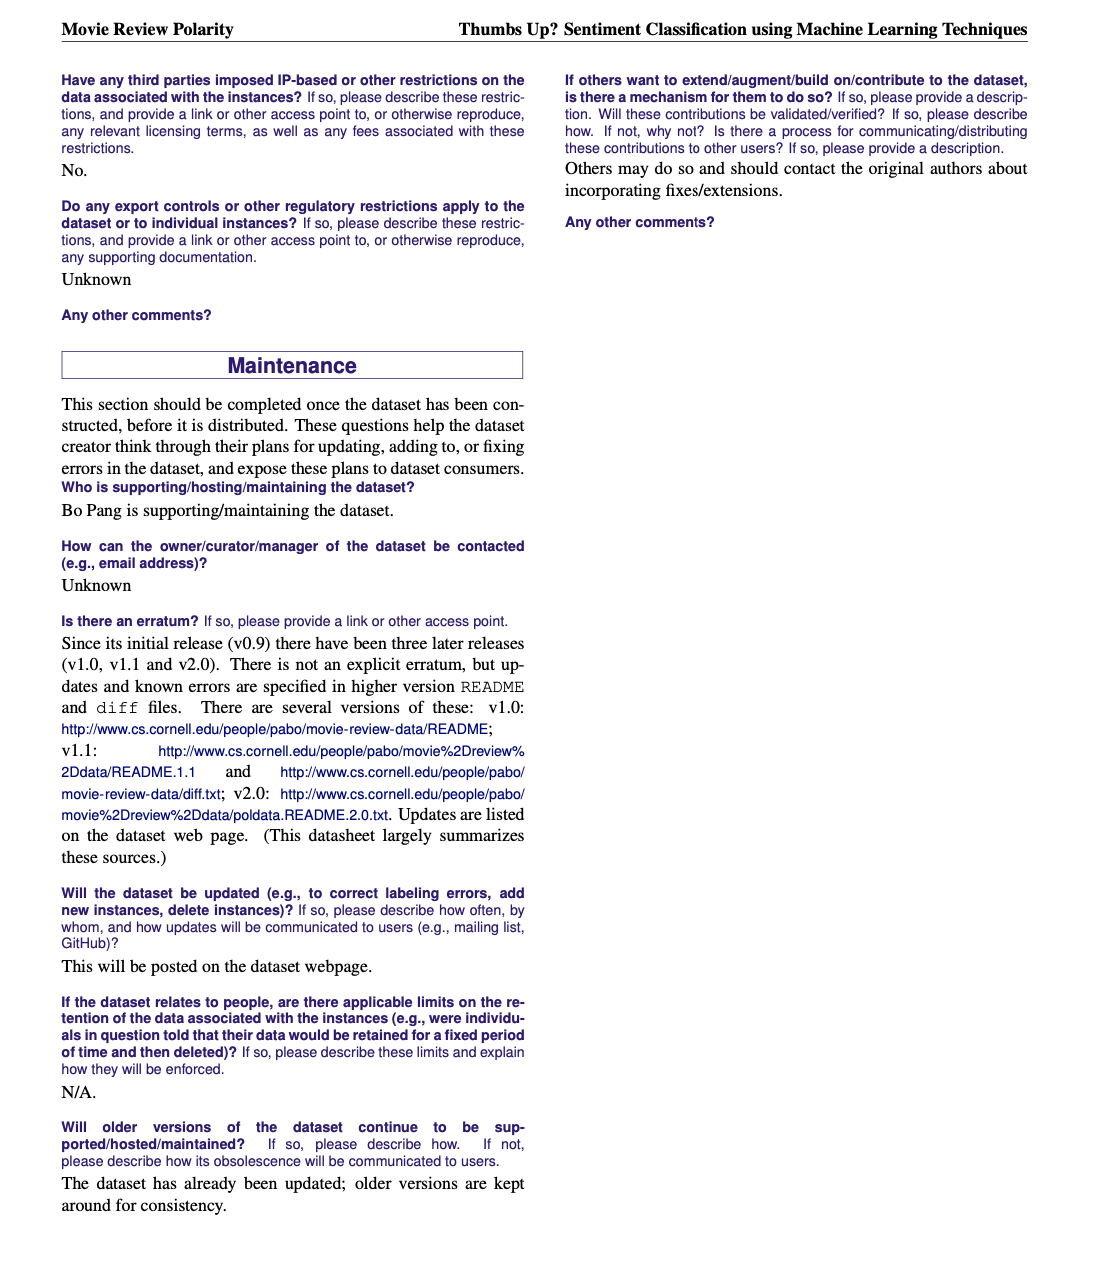 Movie Review Polarity
Thumbs Up? Sentiment Classification using Machine Learning Techniques
Have any third parties imposed IP-based or other restrictions on the
data associated with the instances? If so, please describe these restric-
tions, and provide a link or other access point to, or otherwise reproduce,
any relevant licensing terms, as well as any fees associated with these
restrictions.
No.
Do any export controls or other regulatory restrictions apply to the
dataset or to individual instances? If so, please describe these restric-
tions, and provide a link or other access point to, or otherwise reproduce,
any supporting documentation.
Unknown
Any other comments?
Maintenance
This section should be completed once the dataset has been con-
structed, before it is distributed. These questions help the dataset
creator think through their plans for updating, adding to, or fixing
errors in the dataset, and expose these plans to dataset consumers.
Who is supporting/hosting/maintaining the dataset?
Bo Pang is supporting/maintaining the dataset.
How can the owner/curator/manager of the dataset be contacted
(e.g., email address)?
Unknown
Is there an erratum? If so, please provide a link or other access point.
Since its initial release (v0.9) there have been three later releases
(v1.0, v1.1 and v2.0). There is not an explicit erratum, but up-
dates and known errors are specified in higher version README
and diff files. There are several versions of these: v1.0:
http://www.cs.cornell.edu/people/pabo/movie-review-data/README;
v1.1: http://www.cs.cornell.edu/people/pabo/movie%2Dreview%
2Ddata/README.1.1 and http://www.cs.cornell.edu/people/pabo/
movie-review-data/diff.txt; v2.0: http://www.cs.cornell.edu/people/pabo/
movie%2Dreview%2Ddata/poldata.README.2.0.txt. Updates are listed
on the dataset web page. (This datasheet largely summarizes
these sources.)
Will the dataset be updated (e.g., to correct labeling errors, add
new instances, delete instances)? If so, please describe how often, by
whom, and how updates will be communicated to users (e.g., mailing list,
GitHub)?
This will be posted on the dataset webpage.
If the dataset relates to people, are there applicable limits on the re-
tention of the data associated with the instances (e.g., were individu-
als in question told that their data would be retained for a fixed period
of time and then deleted)? If so, please describe these limits and explain
how they will be enforced.
N/A.
Will older versions of the dataset continue to be sup-
ported/hosted/maintained? If so, please describe how. If not,
please describe how its obsolescence will be communicated to users.
The dataset has already been updated; older versions are kept
around for consistency.
If others want to extend/augment/build on/contribute to the dataset,
is there a mechanism for them to do so? If so, please provide a descrip-
tion. Will these contributions be validated/verified? If so, please describe
how. If not, why not? Is there a process for communicating/distributing
these contributions to other users? If so, please provide a description.
Others may do so and should contact the original authors about
incorporating fixes/extensions.
Any other comments?